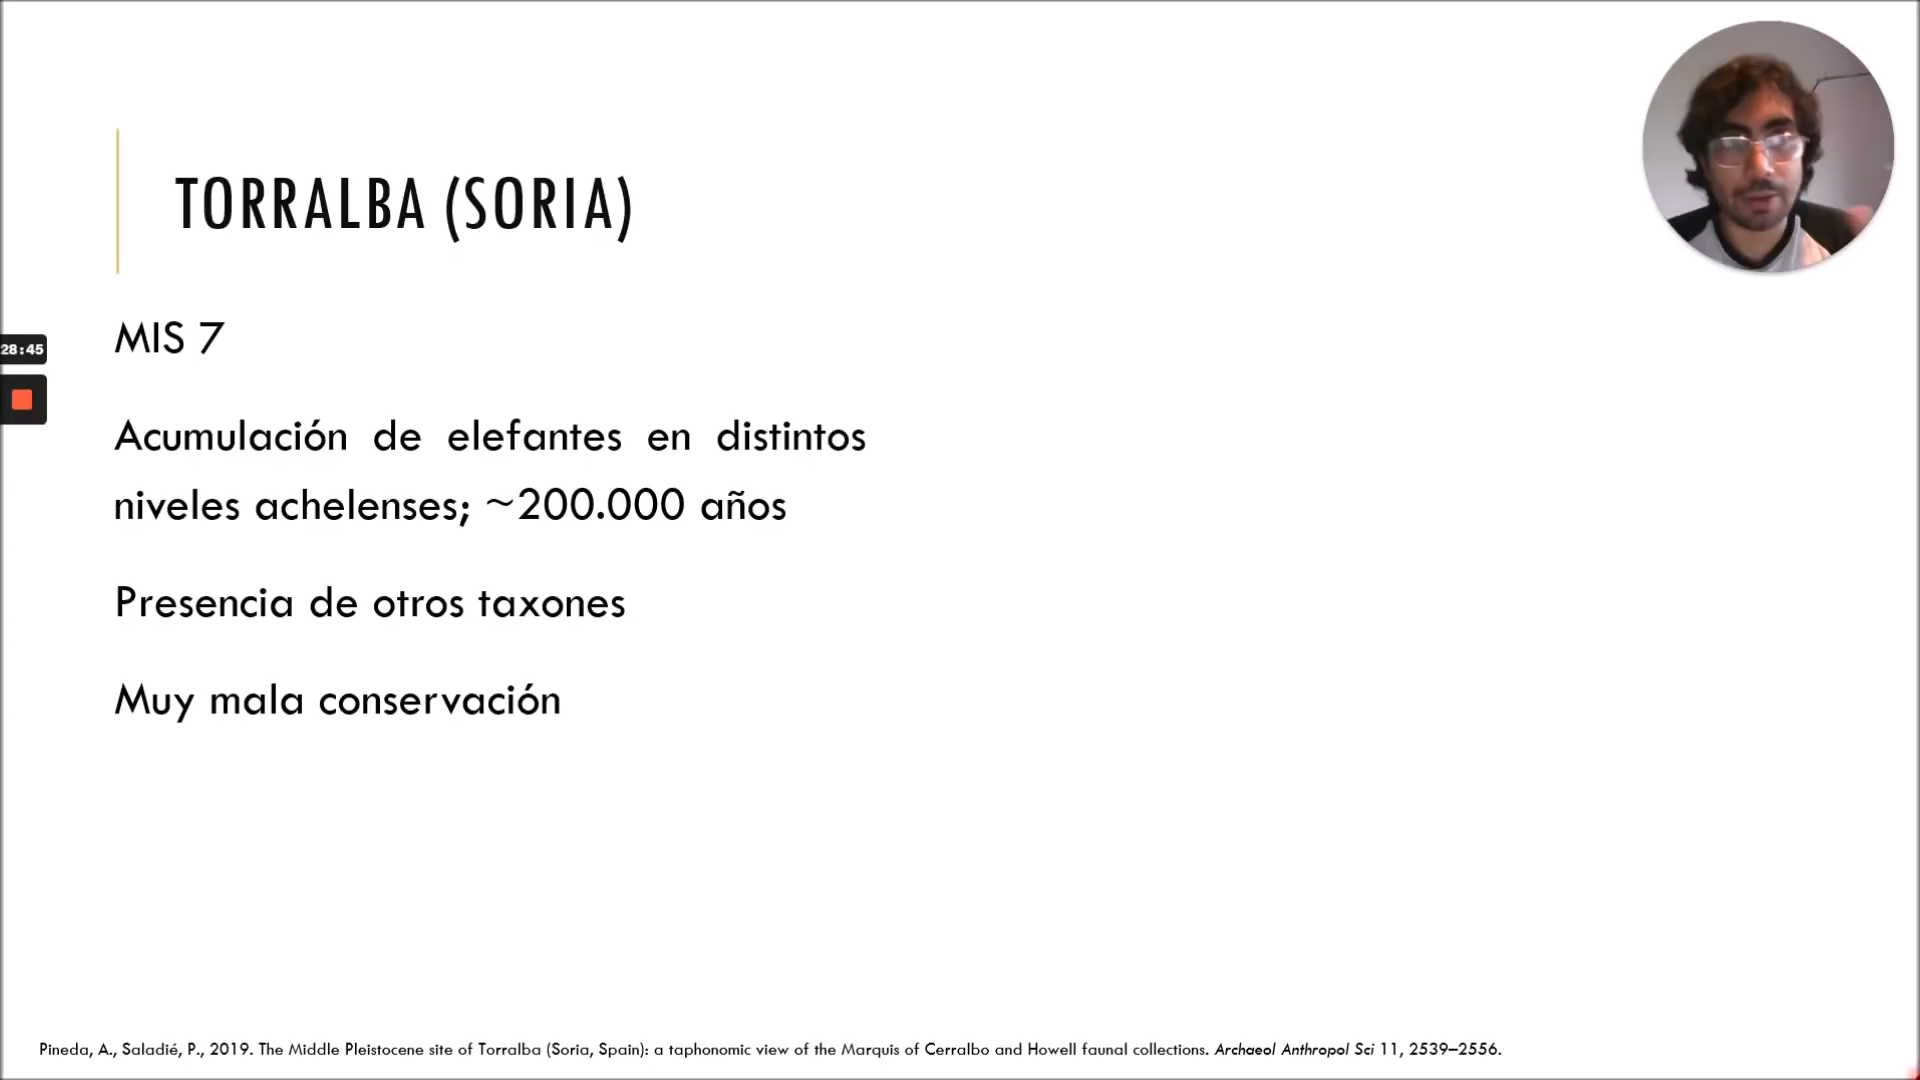 TORRALBA (SORIA)
MIS 7
28:45
Acumulación de elefantes en distintos
niveles achelenses; ~200.000 años
Presencia de otros taxones
Muy mala conservación
Pineda, A., Saladié, P., 2019. The Middle Pleistocene site of Torralba (Soria, Spain): a taphonomic view of the Marquis of Cerralbo and Howell faunal collections. Archaeol Anthropol Sci 11, 2539–2556.